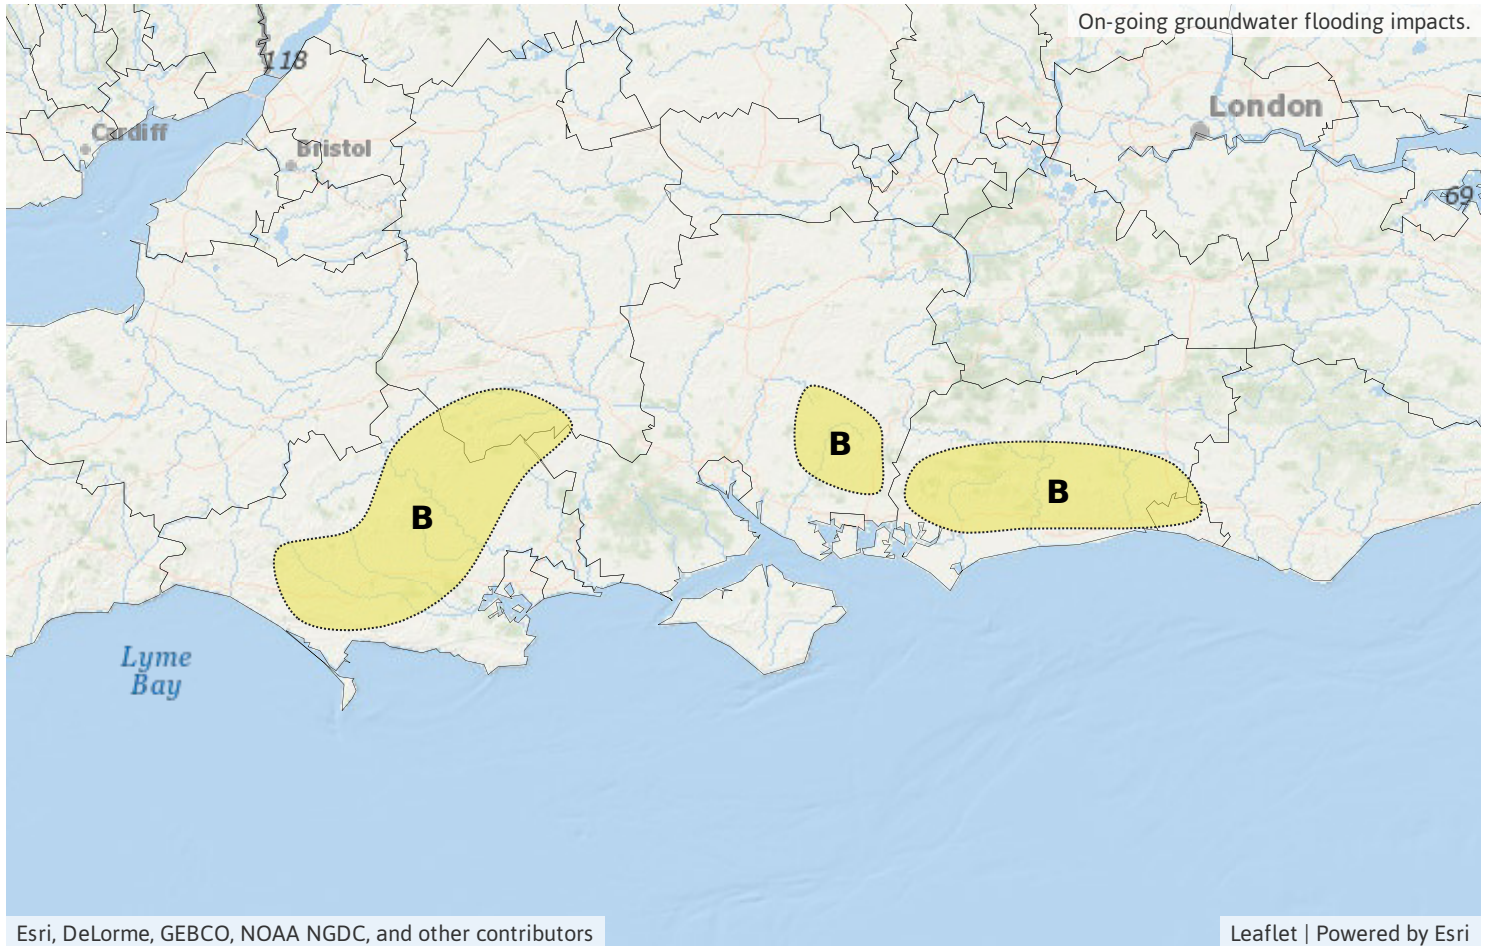 On-going groundwater flooding impacts.
118
London
Cardiff
Bristol
69
B
B
B
Lyme
Bay
Esri, DeLorme, GEBCO, NOAA NGDC, and other contributors
Leaflet | Powered by Esri